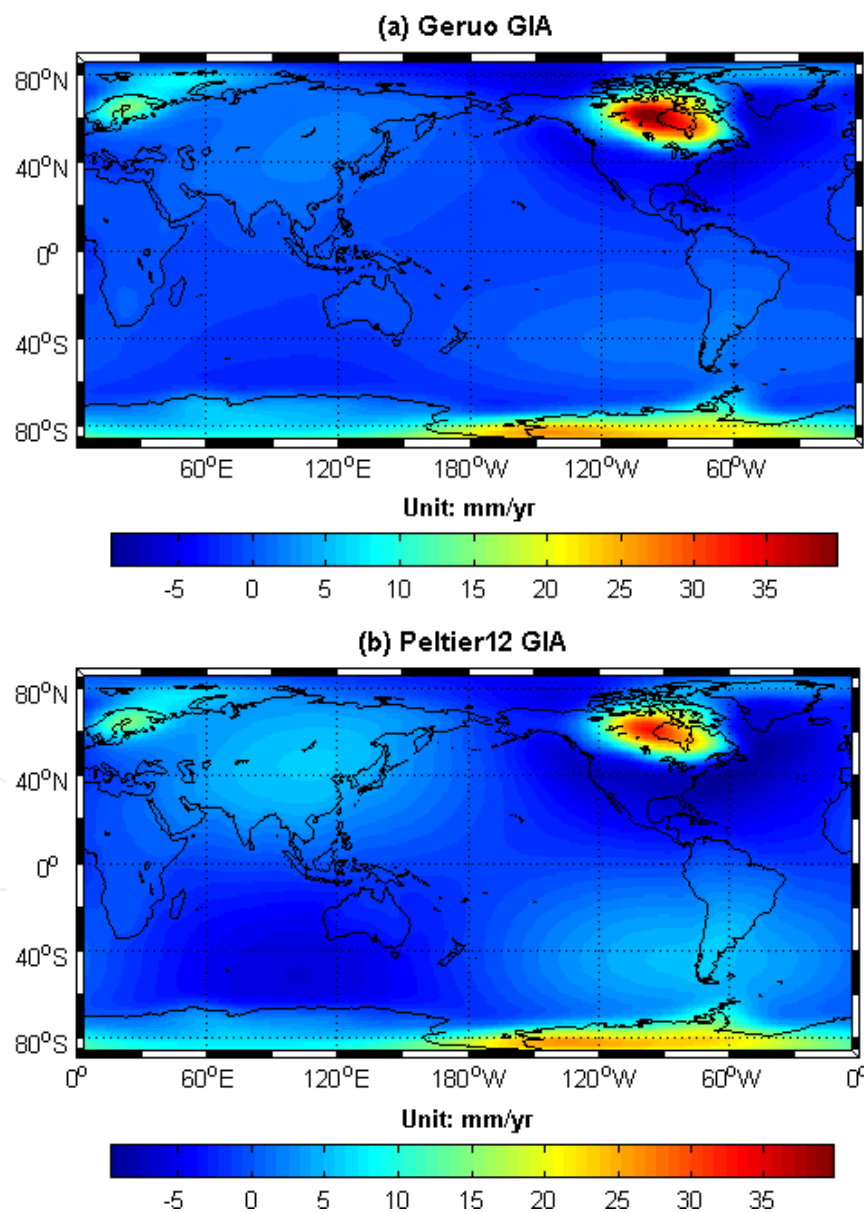 (a) Geruo GIA
80°N
40°N
0°
40°S
80°S
60°E 120°E 180°W 120°W 60°W
Unit: mm/yr
-5 0 5 10 15 20 25 30 35
(b) Peltier12 GIA
80°N
40°N
0°
40°S
80°S
0° 60°E 120°E 180°W 120°W 60°W 0°
Unit: mm/yr
-5 0 5 10 15 20 25 30 35